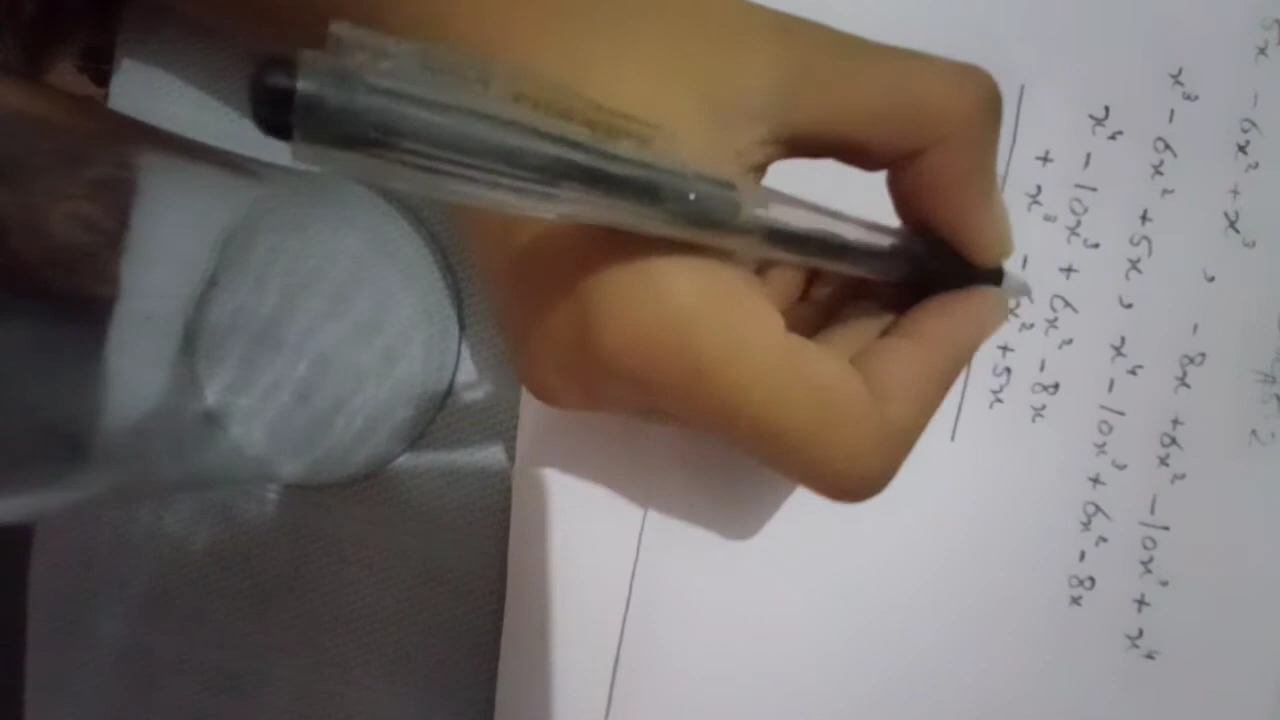 5x - 6x² + x³ , - 8x + 6x² - 10x³ + x⁴
x³ - 6x² + 5x, x⁴ - 10x³ + 6x² - 8x
x⁴ - 10x³ + 6x² - 8x
+ x³ - x² + 5x